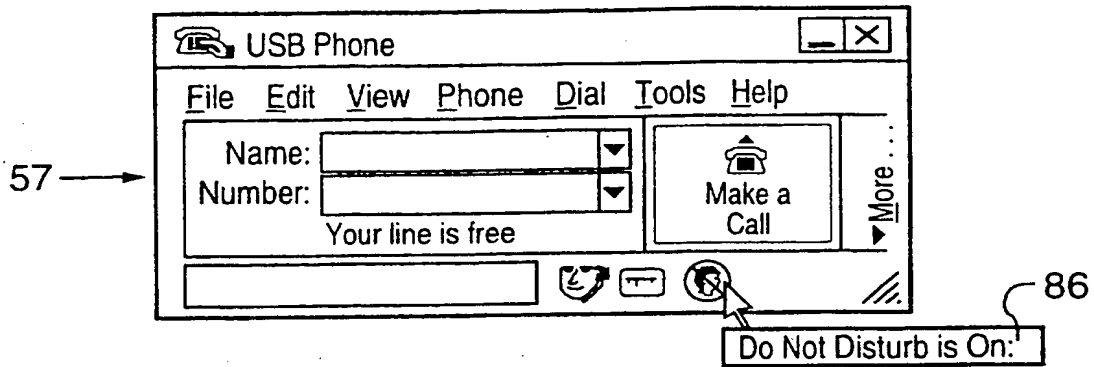 USB Phone
File Edit View Phone Dial Tools Help
Name:
Number:
Your line is free
Make a
Call
More....
57
86
Do Not Disturb is On: